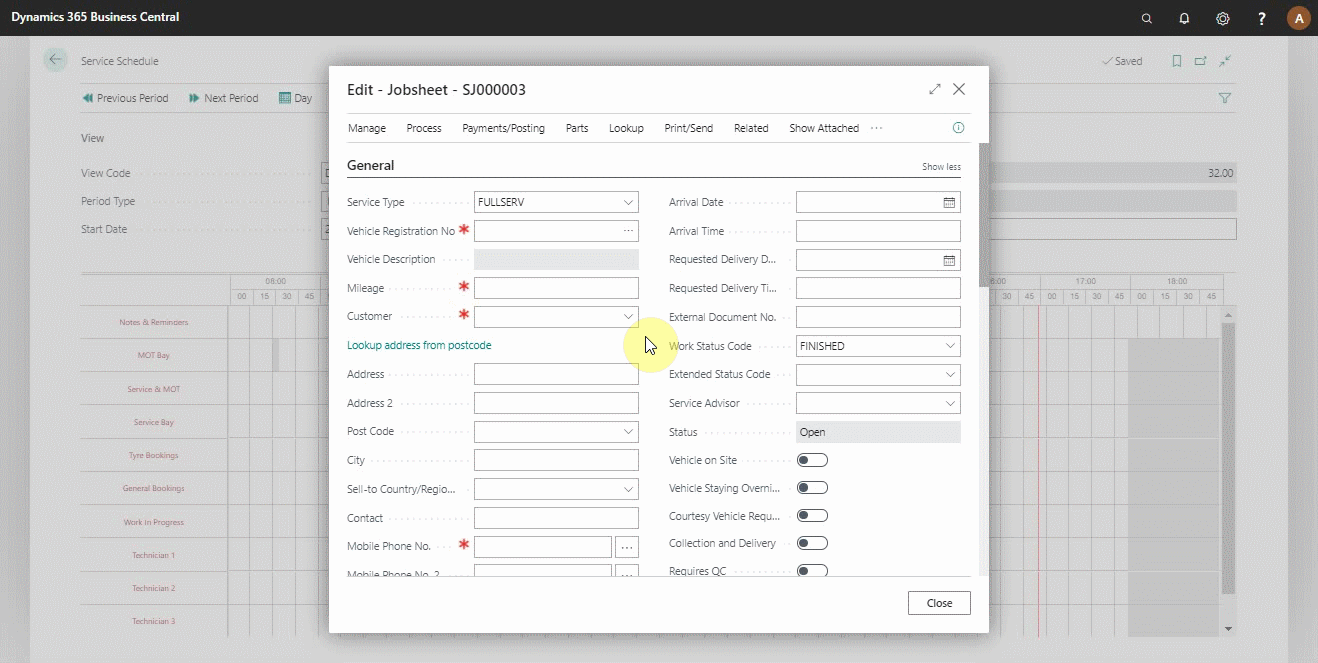 Dynamics 365 Business Central
A
Service Schedule
Saved
Previous Period
Next Period
Day
View
View Code
32.00
Period Type
Start Date
08:00
17:00
18:00
00 15 30 45
30 45 00 15 30 45 00 15 30 45
Notes & Reminders
MOT Bay
Service & MOT
Service Bay
Tyre Bookings
General Bookings
Work In Progress
Technician 1
Technician 2
Technician 3
Edit - Jobsheet - SJ000003
Manage Process Payments/Posting Parts Lookup Print/Send Related Show Attached ...
General
Show less
Service Type FULLSERV
Vehicle Registration No *
Vehicle Description
Mileage *
Customer *
Lookup address from postcode
Address
Address 2
Post Code
City
Sell-to Country/Regio...
Contact
Mobile Phone No. *
Mobile Phone No. 2
Arrival Date
Arrival Time
Requested Delivery D...
Requested Delivery Ti...
External Document No.
Work Status Code FINISHED
Extended Status Code
Service Advisor
Status Open
Vehicle on Site
Vehicle Staying Overni...
Courtesy Vehicle Requ...
Collection and Delivery
Requires QC
Close